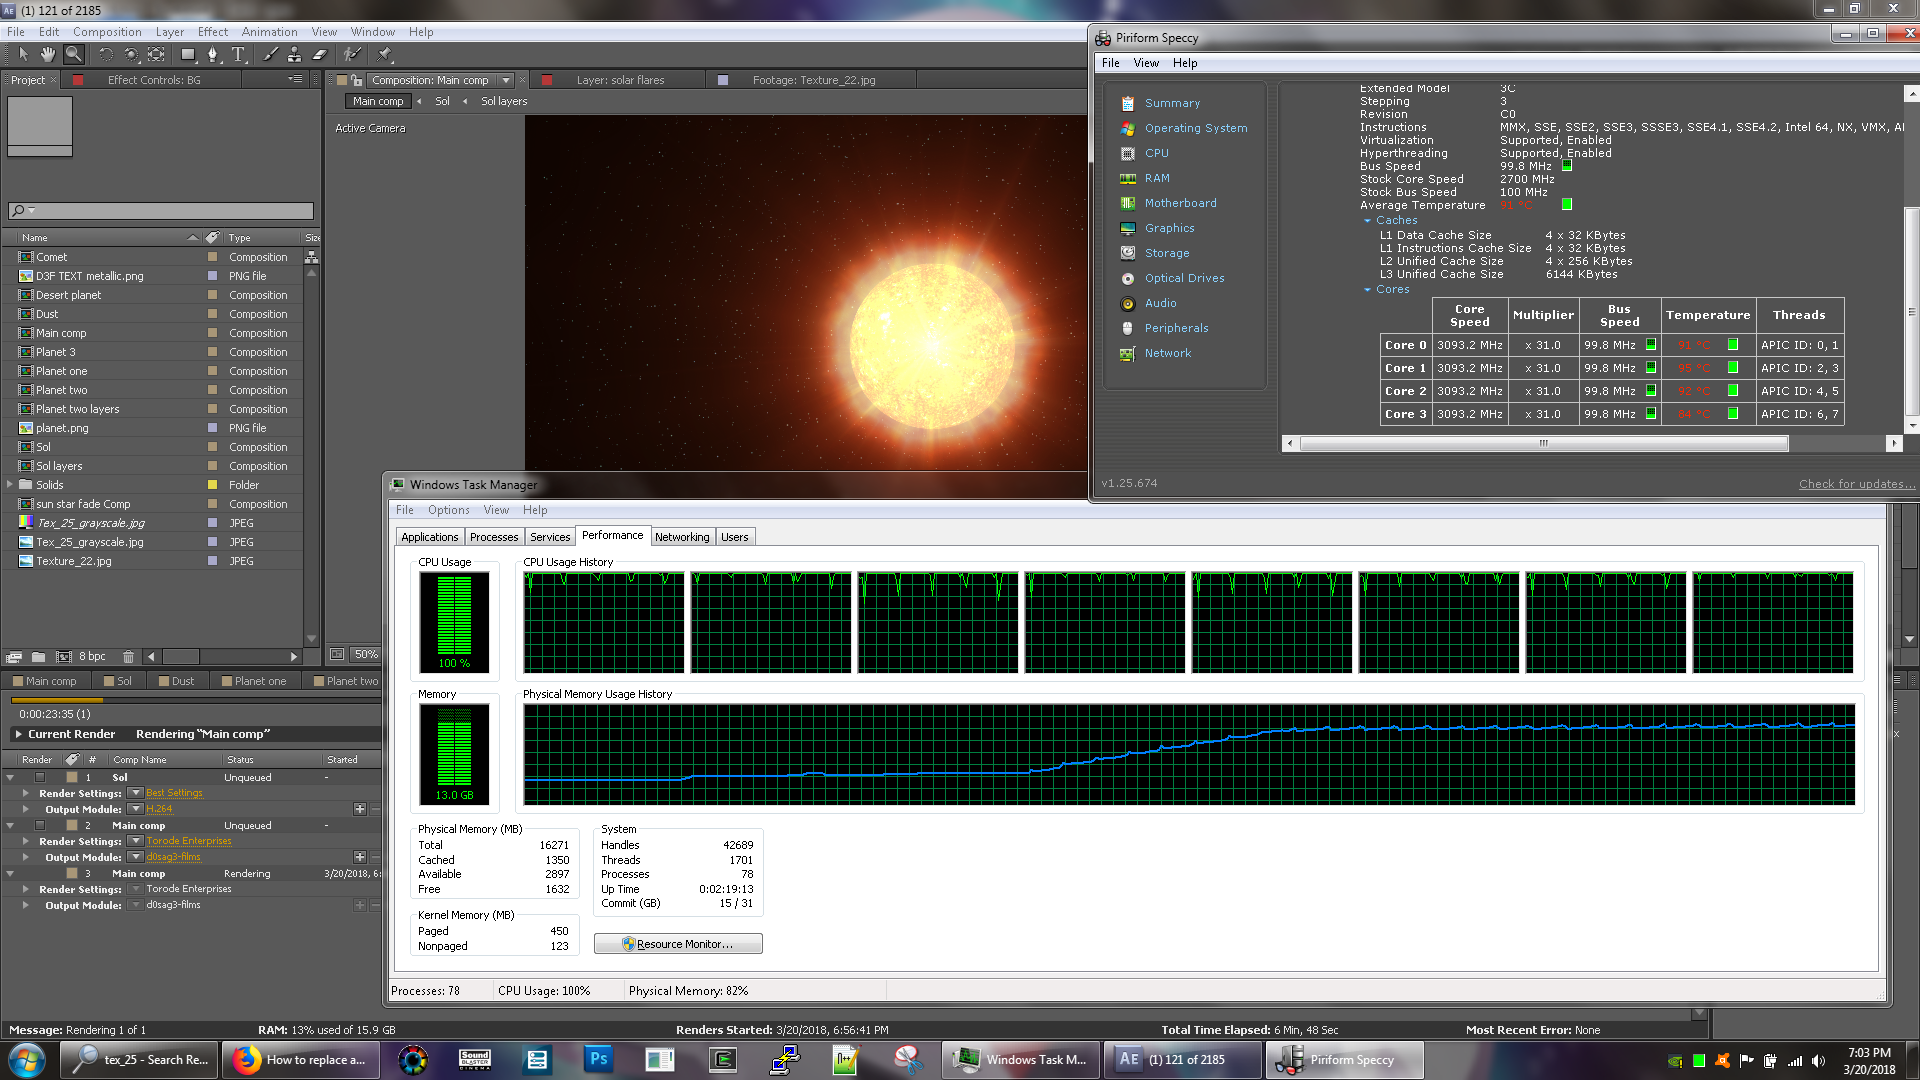 (1) 121 of 2185
File Edit Composition Layer Effect Animation View Window Help
Project Effect Controls: BG
Composition: Main comp Layer: solar flares Footage: Texture_22.jpg
Main comp Sol Sol layers
Active Camera
Name Type Size
Comet Composition
D3F TEXT metallic.png PNG file
Desert planet Composition
Dust Composition
Main comp Composition
Planet 3 Composition
Planet one Composition
Planet two Composition
Planet two layers Composition
planet.png PNG file
Sol Composition
Sol layers Composition
Solids Folder
sun star fade Comp Composition
Tex_25_grayscale.jpg JPEG
Tex_25_grayscale.jpg JPEG
Texture_22.jpg JPEG
8 bpc
50%
Main comp Sol Dust Planet one Planet two
0:00:23:35 (1)
Current Render Rendering "Main comp"
Render # Comp Name Status Started
1 Sol Unqueued -
Render Settings: Best Settings
Output Module: H.264
2 Main comp Unqueued -
Render Settings: Torode Enterprises
Output Module: d0sag3-films
3 Main comp Rendering 3/20/2018, 6:
Render Settings: Torode Enterprises
Output Module: d0sag3-films
Message: Rendering 1 of 1 RAM: 13% used of 15.9 GB Renders Started: 3/20/2018, 6:56:41 PM Total Time Elapsed: 6 Min, 48 Sec Most Recent Error: None
Piriform Speccy
File View Help
Summary
Operating System
CPU
RAM
Motherboard
Graphics
Storage
Optical Drives
Audio
Peripherals
Network
Extended Model 3C
Stepping 3
Revision C0
Instructions MMX, SSE, SSE2, SSE3, SSSE3, SSE4.1, SSE4.2, Intel 64, NX, VMX, AI
Virtualization Supported, Enabled
Hyperthreading Supported, Enabled
Bus Speed 99.8 MHz
Stock Core Speed 2700 MHz
Stock Bus Speed 100 MHz
Average Temperature 91 °C
Caches
L1 Data Cache Size 4 x 32 KBytes
L1 Instructions Cache Size 4 x 32 KBytes
L2 Unified Cache Size 4 x 256 KBytes
L3 Unified Cache Size 6144 KBytes
Cores
Core Speed Multiplier Bus Speed Temperature Threads
Core 0 3093.2 MHz x 31.0 99.8 MHz 91 °C APIC ID: 0, 1
Core 1 3093.2 MHz x 31.0 99.8 MHz 95 °C APIC ID: 2, 3
Core 2 3093.2 MHz x 31.0 99.8 MHz 92 °C APIC ID: 4, 5
Core 3 3093.2 MHz x 31.0 99.8 MHz 84 °C APIC ID: 6, 7
v1.25.674 Check for updates...
Windows Task Manager
File Options View Help
Applications Processes Services Performance Networking Users
CPU Usage CPU Usage History
100 %
Memory Physical Memory Usage History
13.0 GB
Physical Memory (MB)
Total 16271
Cached 1350
Available 2897
Free 1632
Kernel Memory (MB)
Paged 450
Nonpaged 123
System
Handles 42689
Threads 1701
Processes 78
Up Time 0:02:19:13
Commit (GB) 15 / 31
Resource Monitor...
Processes: 78 CPU Usage: 100% Physical Memory: 82%
tex_25 - Search Re... How to replace a... SOUND BLASTER CINEMA Ps Windows Task M... AE (1) 121 of 2185 Piriform Speccy
7:03 PM
3/20/2018